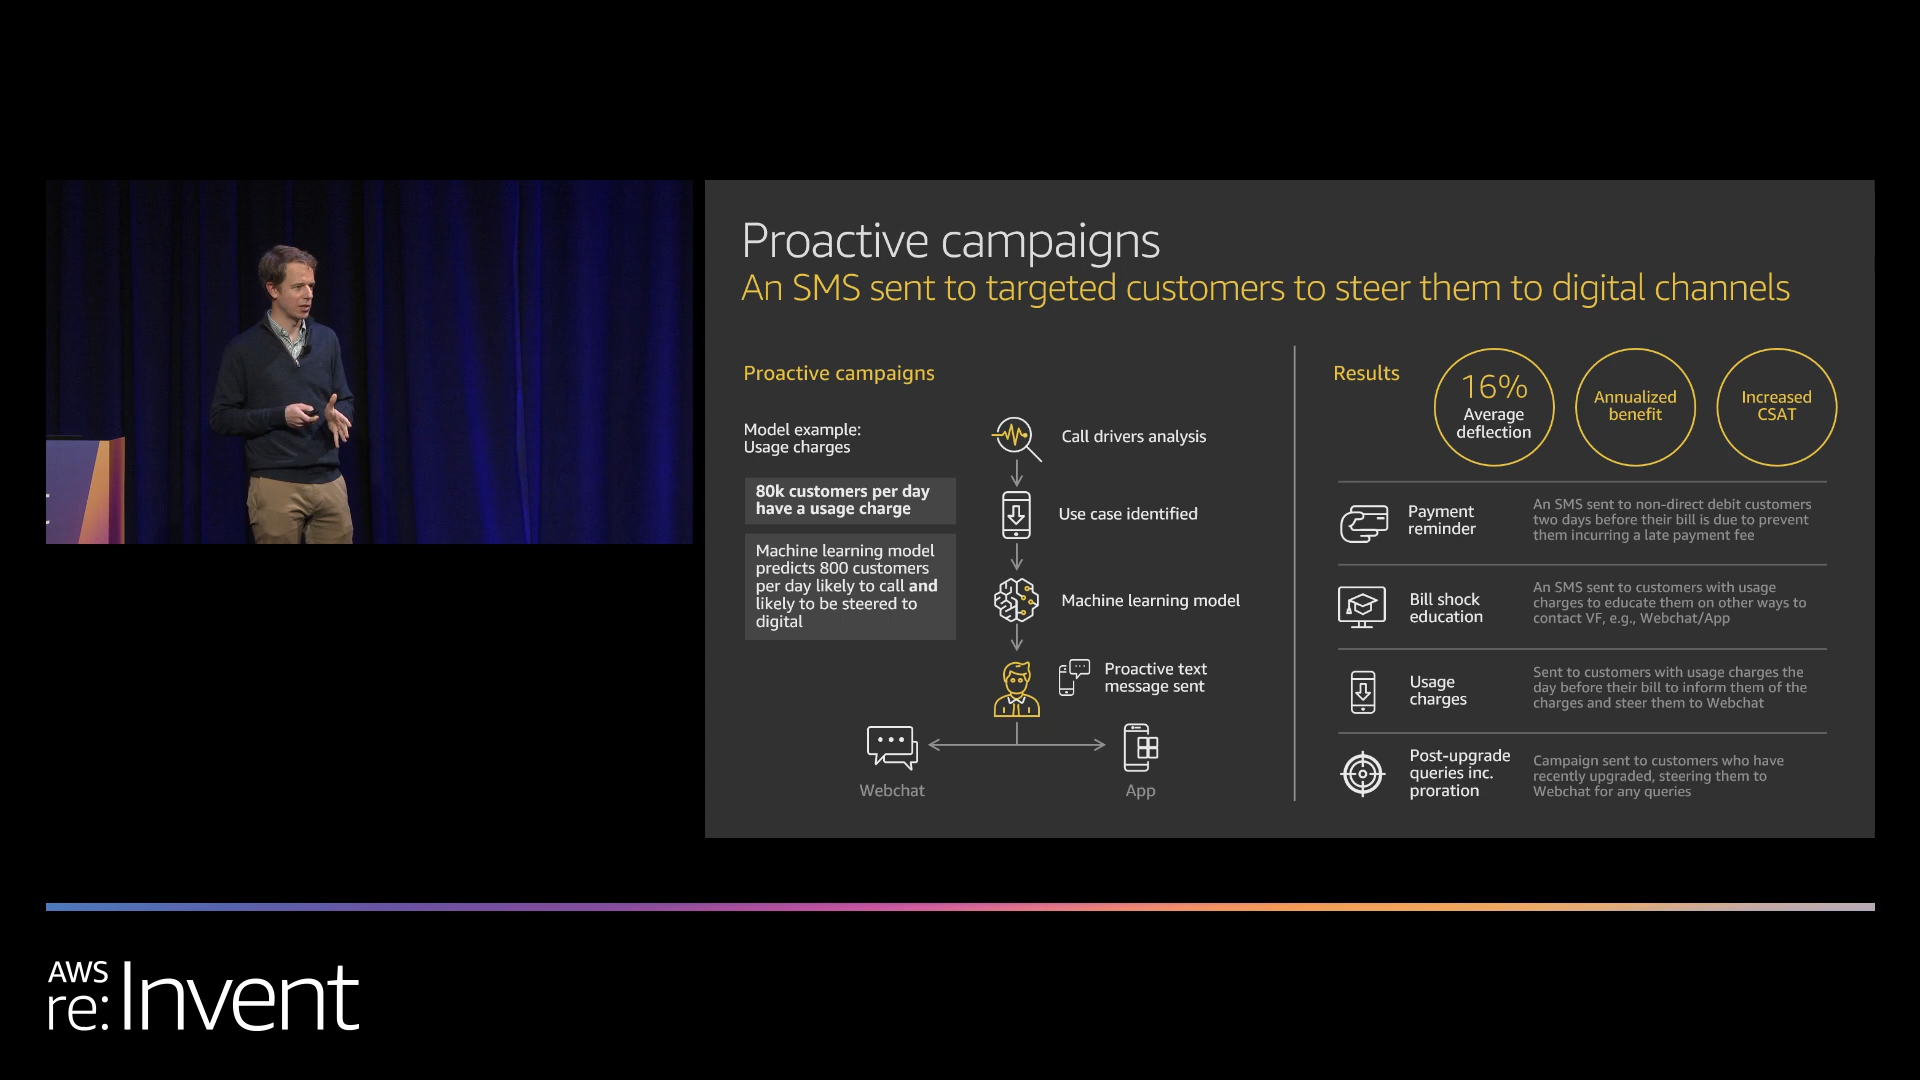 Proactive campaigns
An SMS sent to targeted customers to steer them to digital channels
Proactive campaigns
Model example:
Usage charges
80k customers per day
have a usage charge
Machine learning model
predicts 800 customers
per day likely to call and
likely to be steered to
digital
Call drivers analysis
Use case identified
Machine learning model
Proactive text
message sent
Webchat
App
Results
16%
Average
deflection
Annualized
benefit
Increased
CSAT
Payment
reminder
An SMS sent to non-direct debit customers
two days before their bill is due to prevent
them incurring a late payment fee
Bill shock
education
An SMS sent to customers with usage
charges to educate them on other ways to
contact VF, e.g., Webchat/App
Usage
charges
Sent to customers with usage charges the
day before their bill to inform them of the
charges and steer them to Webchat
Post-upgrade
queries inc.
proration
Campaign sent to customers who have
recently upgraded, steering them to
Webchat for any queries
t
AWS
re:Invent